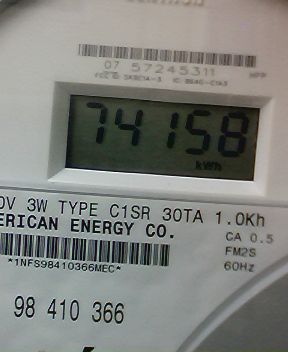 07 57245311
HPP
74158
kWh
0V 3W TYPE C1SR 30TA 1.0Kh
ERICAN ENERGY CO.
CA 0.5
FM2S
60Hz
*1NFS98410366MEC*
98 410 366